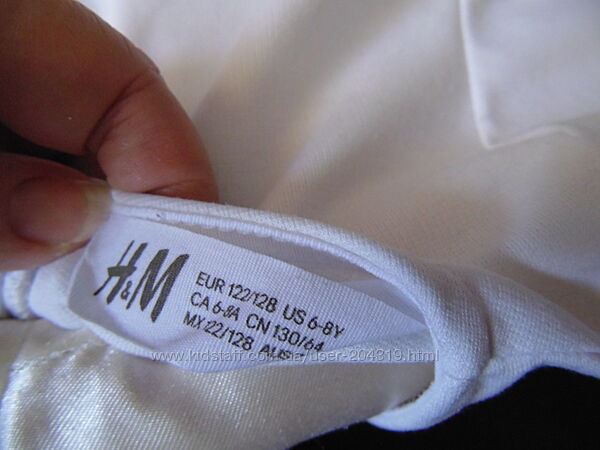 H&M
EUR 122/128 US 6-8Y
CA 6-8A CN 130/64
MX 22/128
www.kidstaff.com.ua/user-204319.html